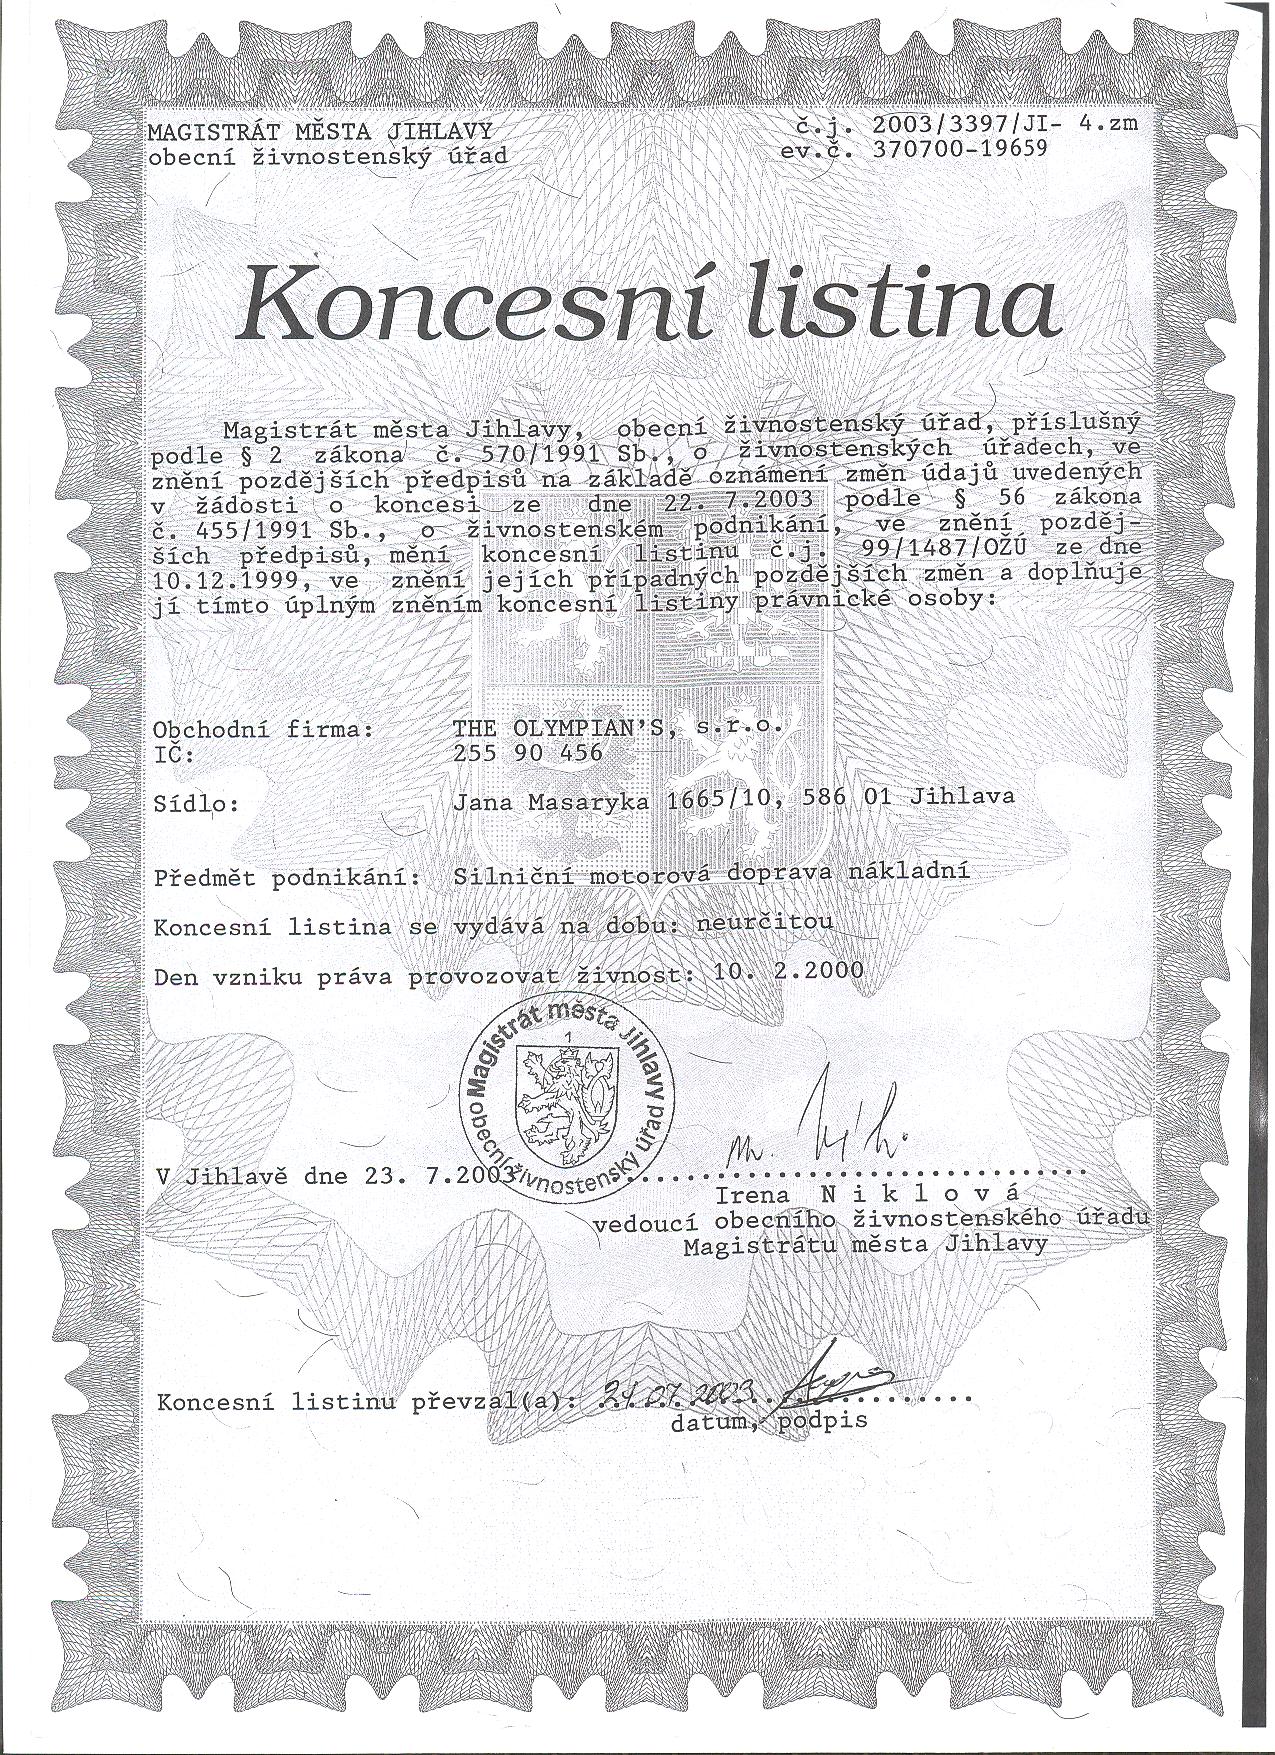 MAGISTRÁT MĚSTA JIHLAVY
obecní živnostenský úřad
č.j. 2003/3397/JI- 4.zm
ev.č. 370700-19659
Koncesní listina
Magistrát města Jihlavy, obecní živnostenský úřad, příslušný
podle § 2 zákona č. 570/1991 Sb., o živnostenských úřadech, ve
znění pozdějších předpisů na základě oznámení změn údajů uvedených
v žádosti o koncesi ze dne 22. 7.2003 podle § 56 zákona
č. 455/1991 Sb., o živnostenském podnikání, ve znění pozděj-
ších předpisů, mění koncesní listinu č.j. 99/1487/OŽÚ ze dne
10.12.1999, ve znění jejích případných pozdějších změn a doplňuje
jí tímto úplným zněním koncesní listiny právnické osoby:
Obchodní firma: THE OLYMPIAN'S, s.r.o.
IČ: 255 90 456
Sídlo: Jana Masaryka 1665/10, 586 01 Jihlava
Předmět podnikání: Silniční motorová doprava nákladní
Koncesní listina se vydává na dobu: neurčitou
Den vzniku práva provozovat živnost: 10. 2.2000
Magistrát města Jihlavy
1
obecní živnostenský úřad
V Jihlavě dne 23. 7.2003
Irena N i k l o v á
vedoucí obecního živnostenského úřadu
Magistrátu města Jihlavy
Koncesní listinu převzal(a): 24.07.2003
datum, podpis